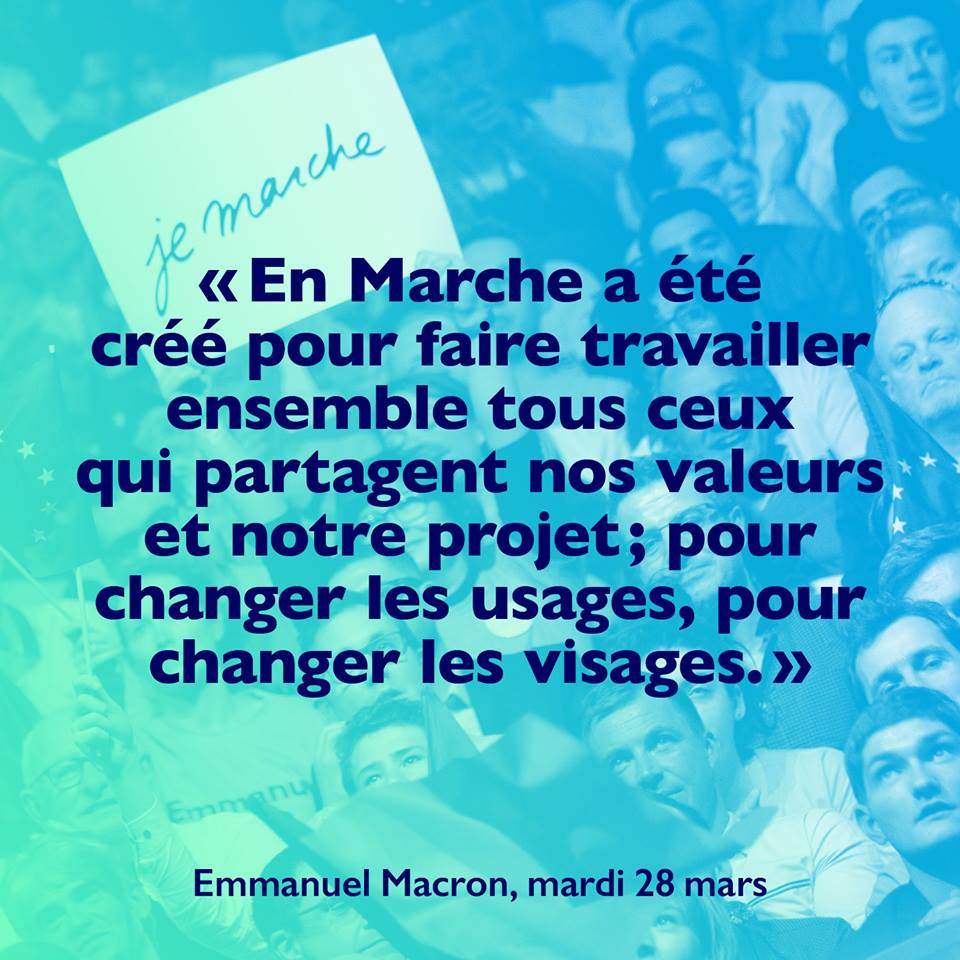 je marche
« En Marche a été
créé pour faire travailler
ensemble tous ceux
qui partagent nos valeurs
et notre projet ; pour
changer les usages, pour
changer les visages. »
Emmanu
Emmanuel Macron, mardi 28 mars